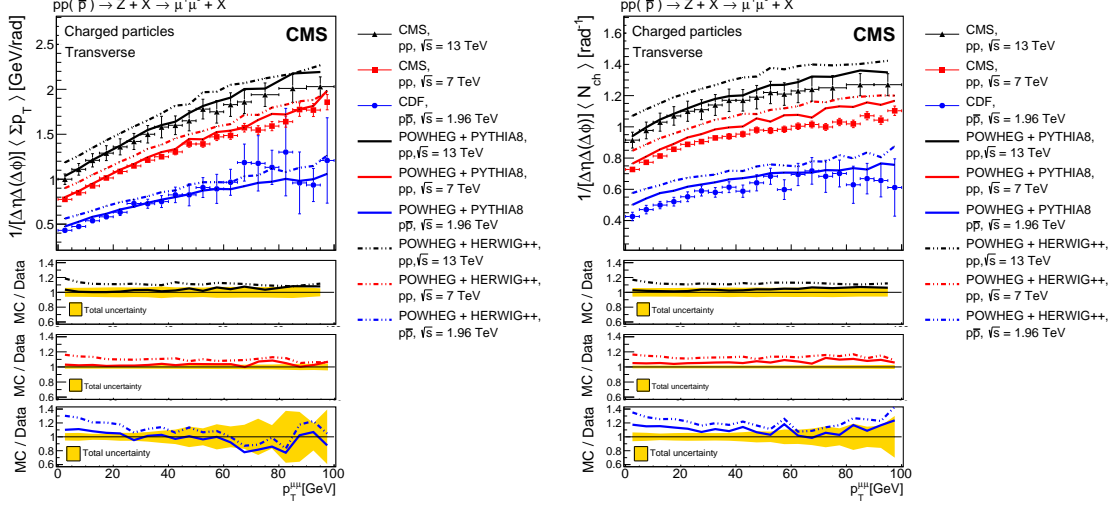 pp( p̅ ) → Z + X → μ⁺μ⁻ + X
1/[ΔηΔ(Δϕ)] ⟨ Σp_T ⟩ [GeV/rad]
Charged particles
Transverse
CMS
2.5
2
1.5
1
0.5
CMS,
pp, √s = 13 TeV
CMS,
pp, √s = 7 TeV
CDF,
pp̅, √s = 1.96 TeV
POWHEG + PYTHIA8,
pp,√s = 13 TeV
POWHEG + PYTHIA8,
pp, √s = 7 TeV
POWHEG + PYTHIA8
pp̅, √s = 1.96 TeV
POWHEG + HERWIG++,
pp,√s = 13 TeV
POWHEG + HERWIG++,
pp, √s = 7 TeV
POWHEG + HERWIG++,
pp̅, √s = 1.96 TeV
MC / Data
1.4
1.2
1
0.8
0.6
Total uncertainty
MC / Data
1.4
1.2
1
0.8
0.6
Total uncertainty
MC / Data
1.4
1.2
1
0.8
0.6
Total uncertainty
0 20 40 60 80 100
p_T^μμ [GeV]
pp( p̅ ) → Z + X → μ⁺μ⁻ + X
1/[ΔηΔ(Δϕ)] ⟨ N_ch ⟩ [rad⁻¹]
Charged particles
Transverse
CMS
1.6
1.4
1.2
1.0
0.8
0.6
0.4
CMS,
pp, √s = 13 TeV
CMS,
pp, √s = 7 TeV
CDF,
pp̅, √s = 1.96 TeV
POWHEG + PYTHIA8,
pp,√s = 13 TeV
POWHEG + PYTHIA8,
pp, √s = 7 TeV
POWHEG + PYTHIA8
pp̅, √s = 1.96 TeV
POWHEG + HERWIG++,
pp,√s = 13 TeV
POWHEG + HERWIG++,
pp, √s = 7 TeV
POWHEG + HERWIG++,
pp̅, √s = 1.96 TeV
MC / Data
1.4
1.2
1
0.8
0.6
Total uncertainty
MC / Data
1.4
1.2
1
0.8
0.6
Total uncertainty
MC / Data
1.4
1.2
1
0.8
0.6
Total uncertainty
0 20 40 60 80 100
p_T^μμ [GeV]